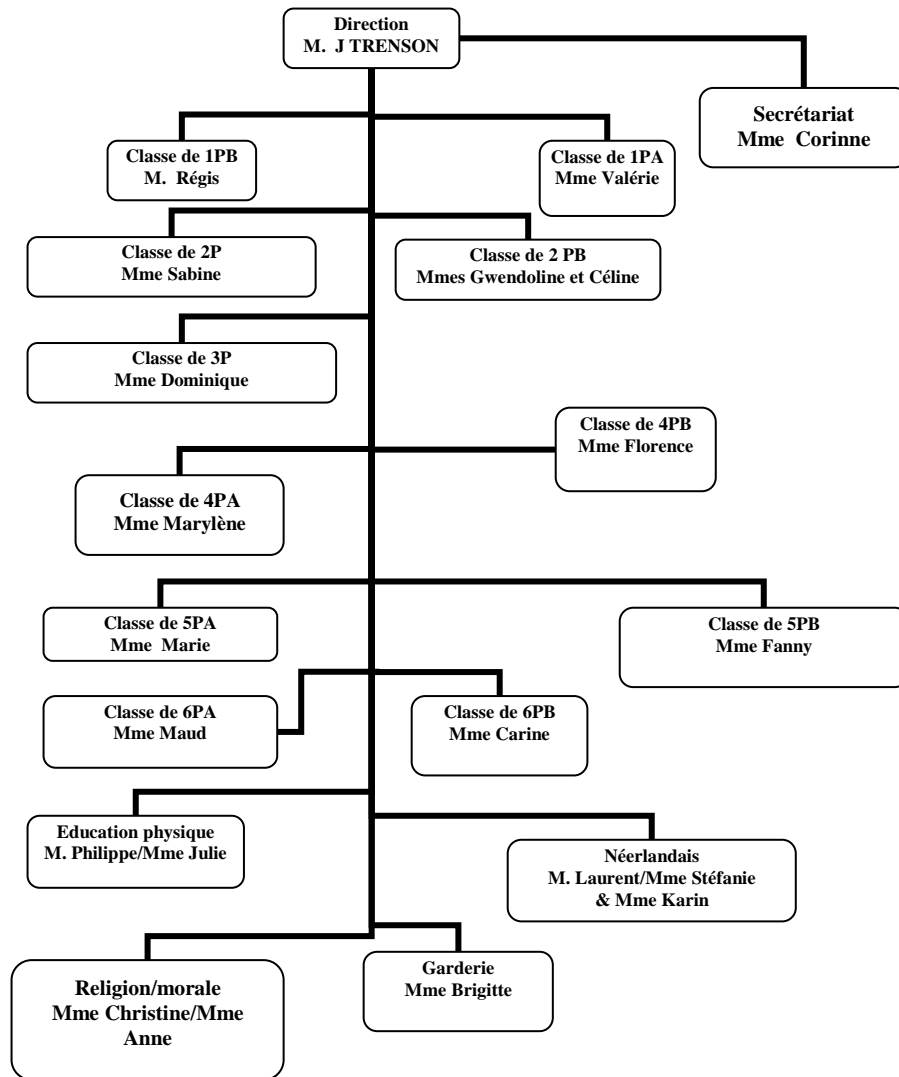 Direction
M. J TRENSON
Secrétariat
Mme Corinne
Classe de 1PB
M. Régis
Classe de 1PA
Mme Valérie
Classe de 2P
Mme Sabine
Classe de 2 PB
Mmes Gwendoline et Céline
Classe de 3P
Mme Dominique
Classe de 4PB
Mme Florence
Classe de 4PA
Mme Marylène
Classe de 5PA
Mme Marie
Classe de 5PB
Mme Fanny
Classe de 6PA
Mme Maud
Classe de 6PB
Mme Carine
Education physique
M. Philippe/Mme Julie
Néerlandais
M. Laurent/Mme Stéfanie
& Mme Karin
Religion/morale
Mme Christine/Mme
Anne
Garderie
Mme Brigitte